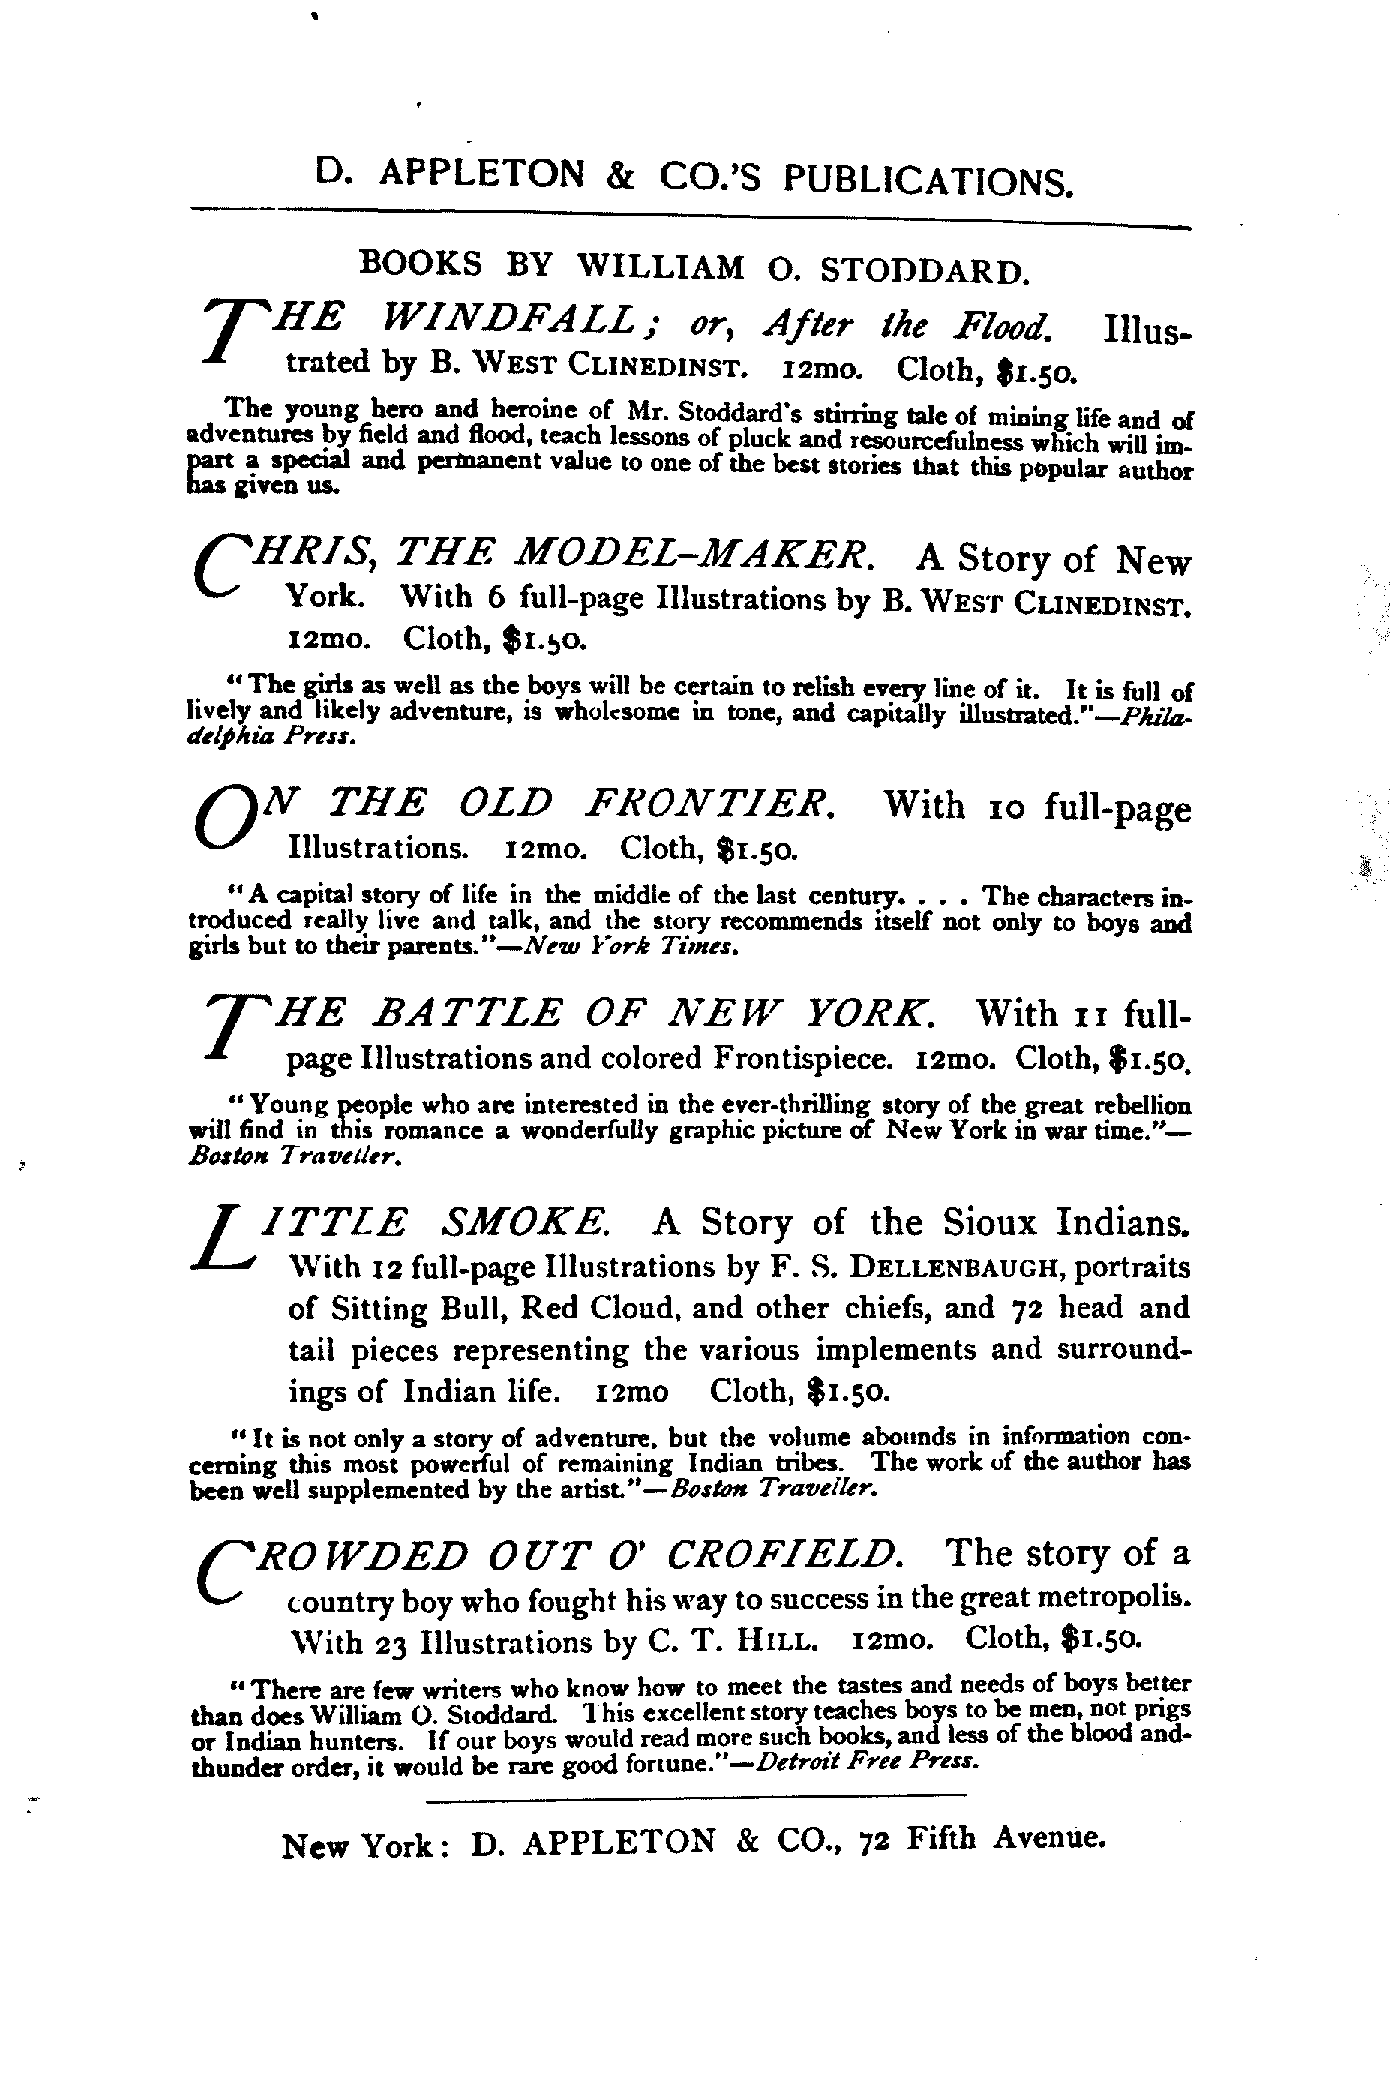 D. APPLETON & CO.'S PUBLICATIONS.
BOOKS BY WILLIAM O. STODDARD.
THE WINDFALL; or, After the Flood. Illus-
trated by B. WEST CLINEDINST. 12mo. Cloth, $1.50.
The young hero and heroine of Mr. Stoddard's stirring tale of mining life and of
adventures by field and flood, teach lessons of pluck and resourcefulness which will im-
part a special and permanent value to one of the best stories that this popular author
has given us.
CHRIS, THE MODEL-MAKER. A Story of New
York. With 6 full-page Illustrations by B. WEST CLINEDINST.
12mo. Cloth, $1.50.
"The girls as well as the boys will be certain to relish every line of it. It is full of
lively and likely adventure, is wholesome in tone, and capitally illustrated."—Phila-
delphia Press.
ON THE OLD FRONTIER. With 10 full-page
Illustrations. 12mo. Cloth, $1.50.
"A capital story of life in the middle of the last century. . . . The characters in-
troduced really live and talk, and the story recommends itself not only to boys and
girls but to their parents."—New York Times.
THE BATTLE OF NEW YORK. With 11 full-
page Illustrations and colored Frontispiece. 12mo. Cloth, $1.50.
"Young people who are interested in the ever-thrilling story of the great rebellion
will find in this romance a wonderfully graphic picture of New York in war time."—
Boston Traveller.
LITTLE SMOKE. A Story of the Sioux Indians.
With 12 full-page Illustrations by F. S. DELLENBAUGH, portraits
of Sitting Bull, Red Cloud, and other chiefs, and 72 head and
tail pieces representing the various implements and surround-
ings of Indian life. 12mo Cloth, $1.50.
"It is not only a story of adventure, but the volume abounds in information con-
cerning this most powerful of remaining Indian tribes. The work of the author has
been well supplemented by the artist."—Boston Traveller.
CROWDED OUT O' CROFIELD. The story of a
country boy who fought his way to success in the great metropolis.
With 23 Illustrations by C. T. HILL. 12mo. Cloth, $1.50.
"There are few writers who know how to meet the tastes and needs of boys better
than does William O. Stoddard. This excellent story teaches boys to be men, not prigs
or Indian hunters. If our boys would read more such books, and less of the blood and-
thunder order, it would be rare good fortune."—Detroit Free Press.
New York: D. APPLETON & CO., 72 Fifth Avenue.